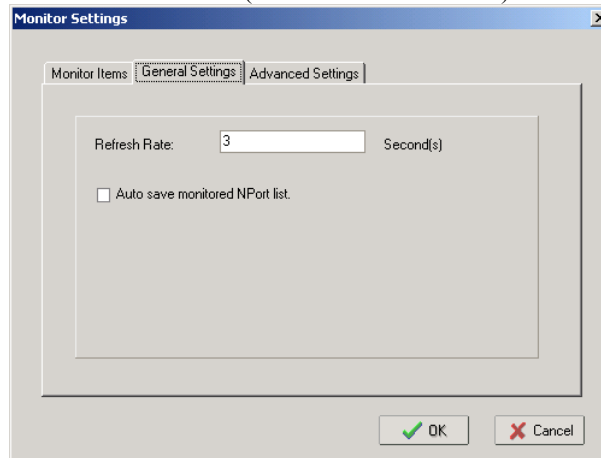 Monitor Settings
Monitor Items General Settings Advanced Settings
Refresh Rate: 3 Second(s)
Auto save monitored NPort list.
OK Cancel